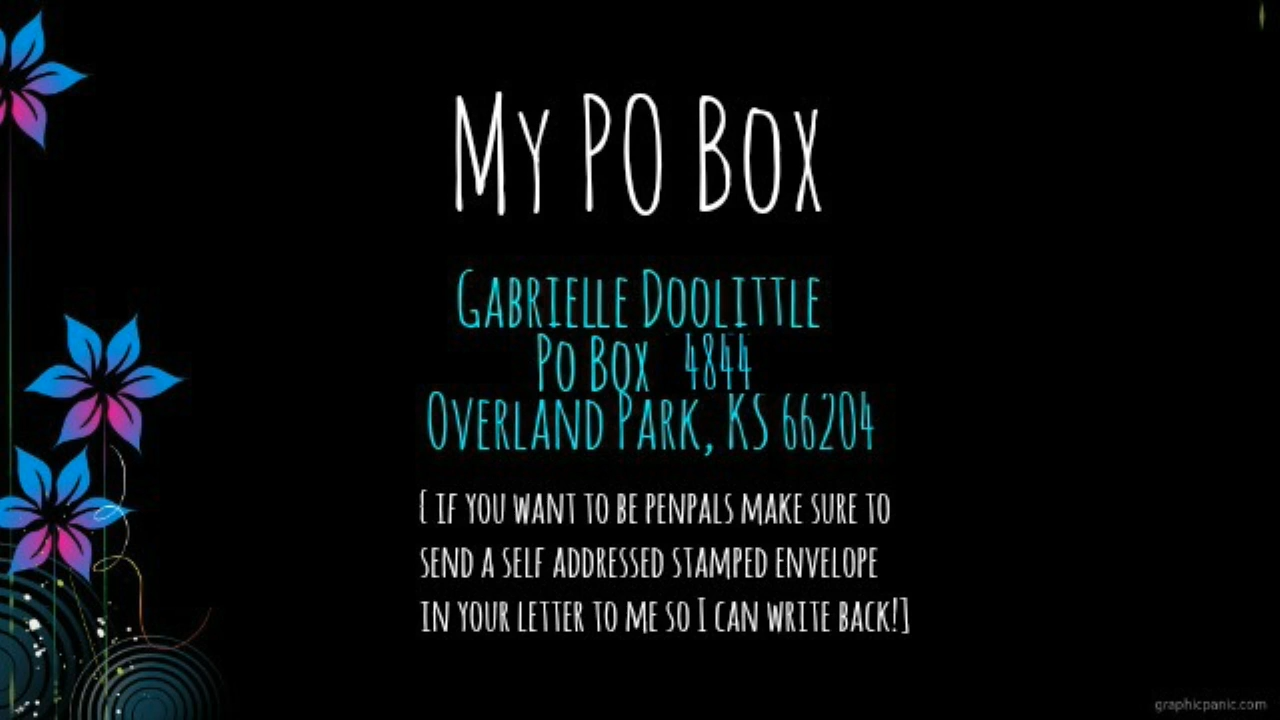 My PO Box
Gabrielle Doolittle
Po Box 4844
Overland Park, KS 66204
{ if you want to be penpals make sure to
send a self addressed stamped envelope
in your letter to me so I can write back!]
graphicpanic.com